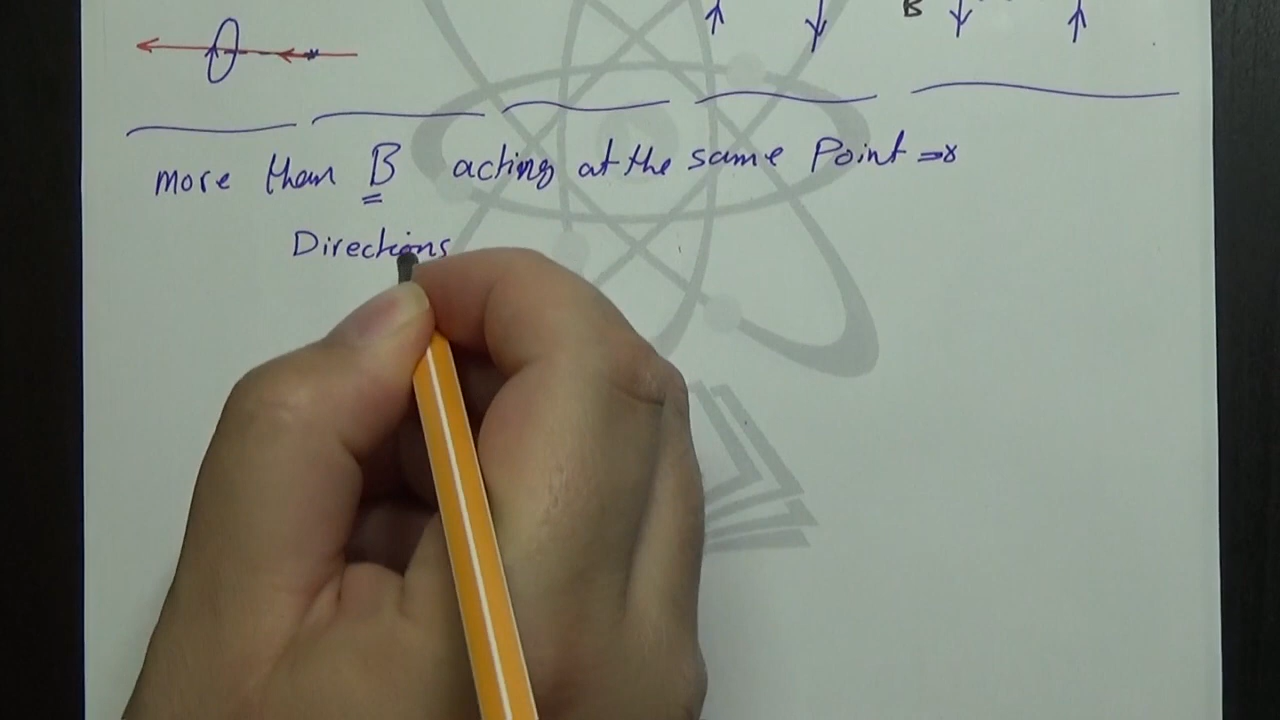 B
more than B acting at the same Point ⇒
Directions